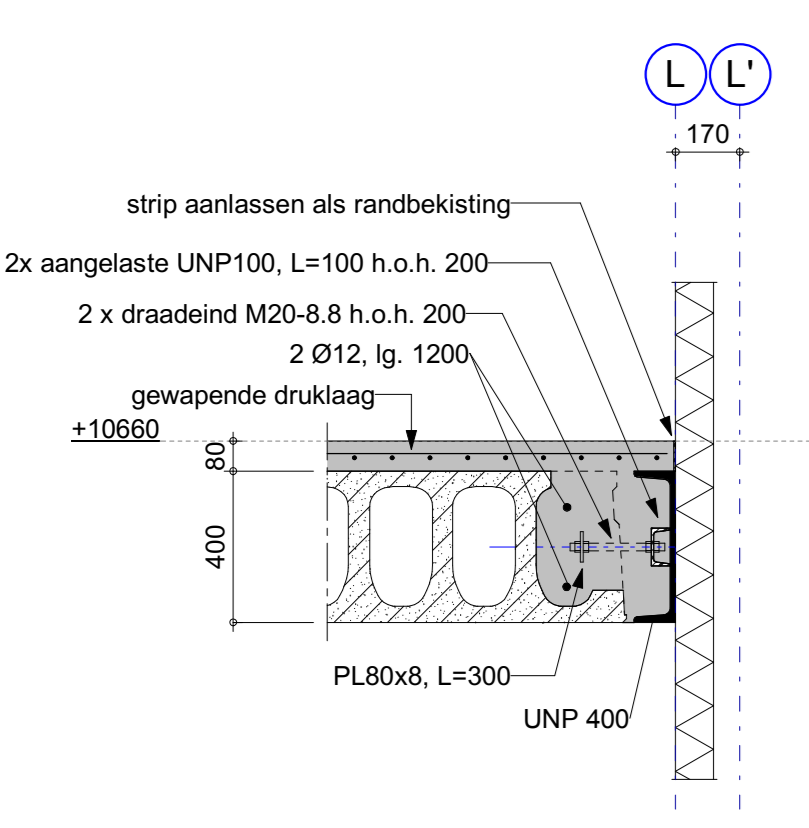 L L'
170
strip aanlassen als randbekisting
2x aangelaste UNP100, L=100 h.o.h. 200
2 x draadeind M20-8.8 h.o.h. 200
2 Ø12, lg. 1200
gewapende druklaag
+10660
80
400
PL80x8, L=300
UNP 400